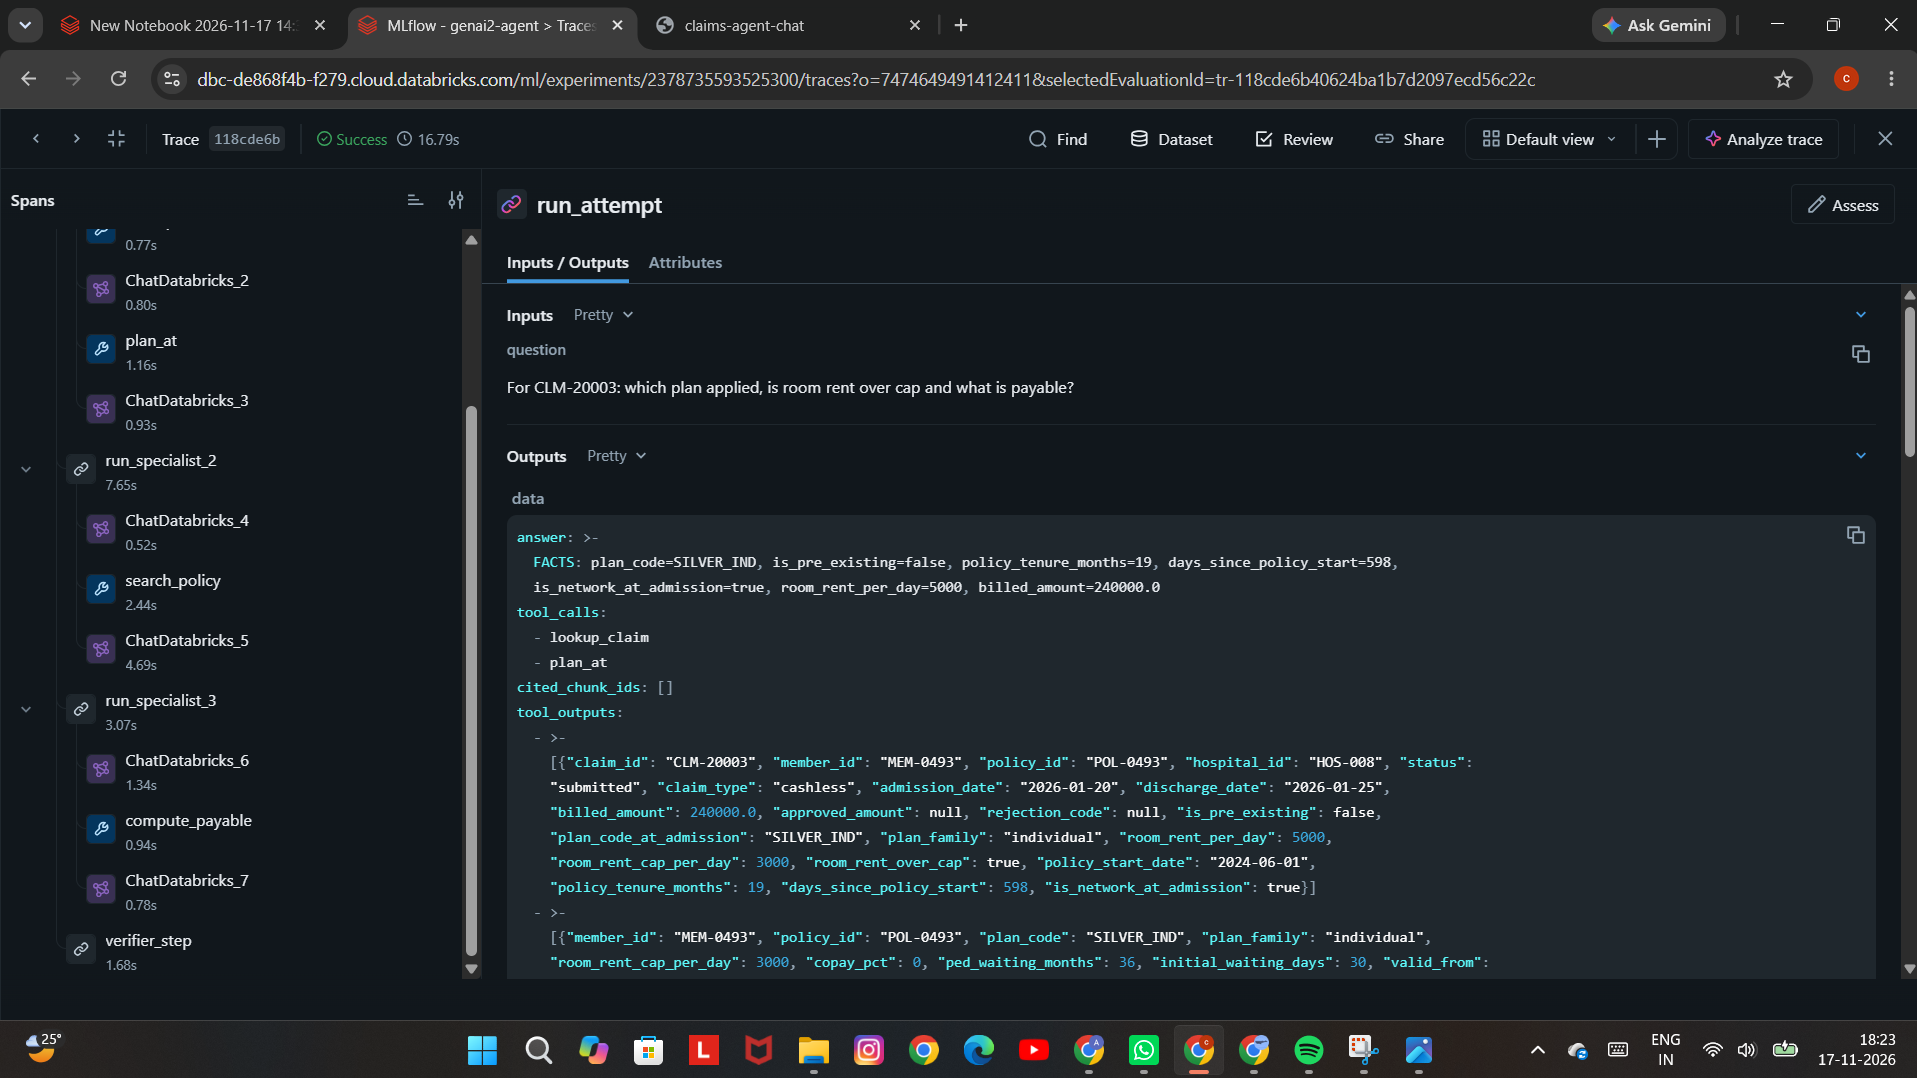 New Notebook 2026-11-17 14:
MLflow - genai2-agent > Traces
claims-agent-chat
Ask Gemini
dbc-de868f4b-f279.cloud.databricks.com/ml/experiments/2378735593525300/traces?o=7474649491412411&selectedEvaluationId=tr-118cde6b40624ba1b7d2097ecd56c22c
c
Trace 118cde6b Success 16.79s
Find
Dataset
Review
Share
Default view
Analyze trace
Spans
0.77s
ChatDatabricks_2
0.80s
plan_at
1.16s
ChatDatabricks_3
0.93s
run_specialist_2
7.65s
ChatDatabricks_4
0.52s
search_policy
2.44s
ChatDatabricks_5
4.69s
run_specialist_3
3.07s
ChatDatabricks_6
1.34s
compute_payable
0.94s
ChatDatabricks_7
0.78s
verifier_step
1.68s
run_attempt
Assess
Inputs / Outputs Attributes
Inputs Pretty
question
For CLM-20003: which plan applied, is room rent over cap and what is payable?
Outputs Pretty
data
answer: >-
FACTS: plan_code=SILVER_IND, is_pre_existing=false, policy_tenure_months=19, days_since_policy_start=598,
is_network_at_admission=true, room_rent_per_day=5000, billed_amount=240000.0
tool_calls:
- lookup_claim
- plan_at
cited_chunk_ids: []
tool_outputs:
- >-
[{"claim_id": "CLM-20003", "member_id": "MEM-0493", "policy_id": "POL-0493", "hospital_id": "HOS-008", "status":
"submitted", "claim_type": "cashless", "admission_date": "2026-01-20", "discharge_date": "2026-01-25",
"billed_amount": 240000.0, "approved_amount": null, "rejection_code": null, "is_pre_existing": false,
"plan_code_at_admission": "SILVER_IND", "plan_family": "individual", "room_rent_per_day": 5000,
"room_rent_cap_per_day": 3000, "room_rent_over_cap": true, "policy_start_date": "2024-06-01",
"policy_tenure_months": 19, "days_since_policy_start": 598, "is_network_at_admission": true}]
- >-
[{"member_id": "MEM-0493", "policy_id": "POL-0493", "plan_code": "SILVER_IND", "plan_family": "individual",
"room_rent_cap_per_day": 3000, "copay_pct": 0, "ped_waiting_months": 36, "initial_waiting_days": 30, "valid_from":
25°
L
A
c
ENG
IN
18:23
17-11-2026